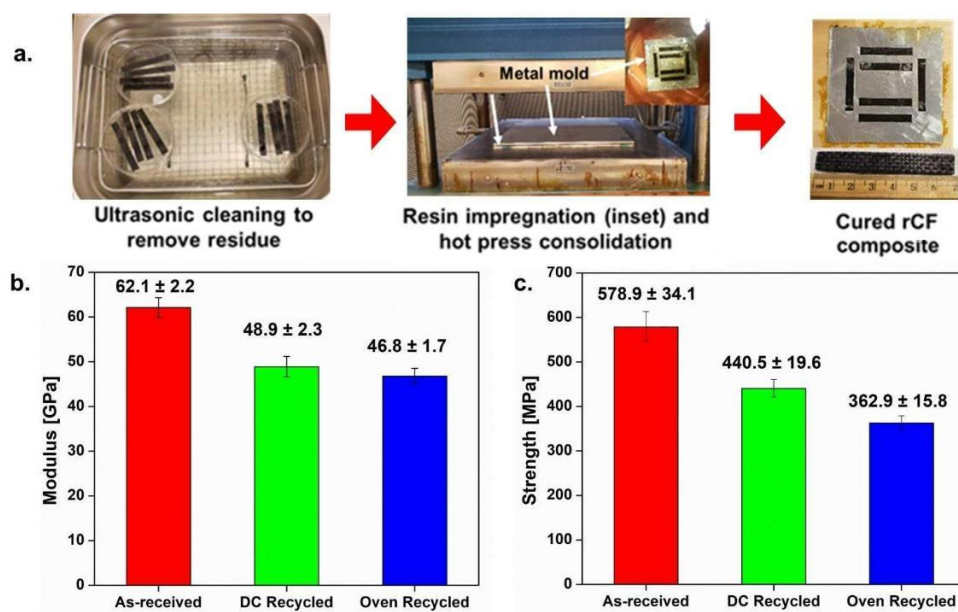 a.
Metal mold
Ultrasonic cleaning to
remove residue
Resin impregnation (inset) and
hot press consolidation
cm 1 2 3 4 5 6 7
Cured rCF
composite
b.
Modulus [GPa]
70
60
50
40
30
20
10
0
62.1 ± 2.2
48.9 ± 2.3
46.8 ± 1.7
As-received DC Recycled Oven Recycled
c.
Strength [MPa]
700
600
500
400
300
200
100
0
578.9 ± 34.1
440.5 ± 19.6
362.9 ± 15.8
As-received DC Recycled Oven Recycled